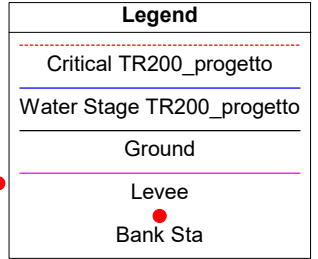 Legend
Critical TR200_progetto
Water Stage TR200_progetto
Ground
Levee
Bank Sta